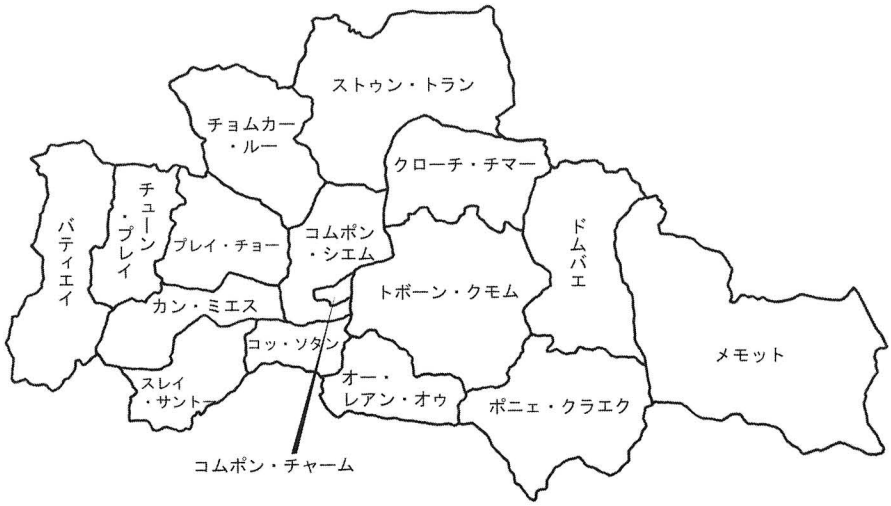 ストゥン・トラン
チョムカー
・ルー
クローチ・チマー
チューン
・プレイ
バティエイ
プレイ・チョー
コムポン
・シエム
ドムバエ
トボーン・クモム
カン・ミエス
コッ・ソタン
メモット
スレイ
・サントー
オー・
レアン・オゥ
ポニェ・クラエク
コムポン・チャーム